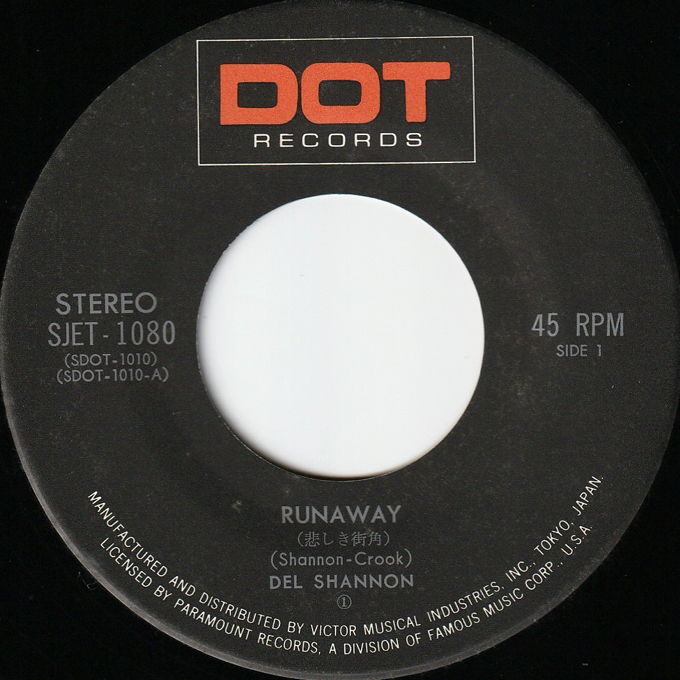 DOT
RECORDS
STEREO
SJET-1080
(SDOT-1010)
(SDOT-1010-A)
45 RPM
SIDE 1
RUNAWAY
(悲しき街角)
(Shannon-Crook)
DEL SHANNON
①
MANUFACTURED AND DISTRIBUTED BY VICTOR MUSICAL INDUSTRIES, INC., TOKYO, JAPAN.
LICENSED BY PARAMOUNT RECORDS, A DIVISION OF FAMOUS MUSIC CORP., U.S.A.